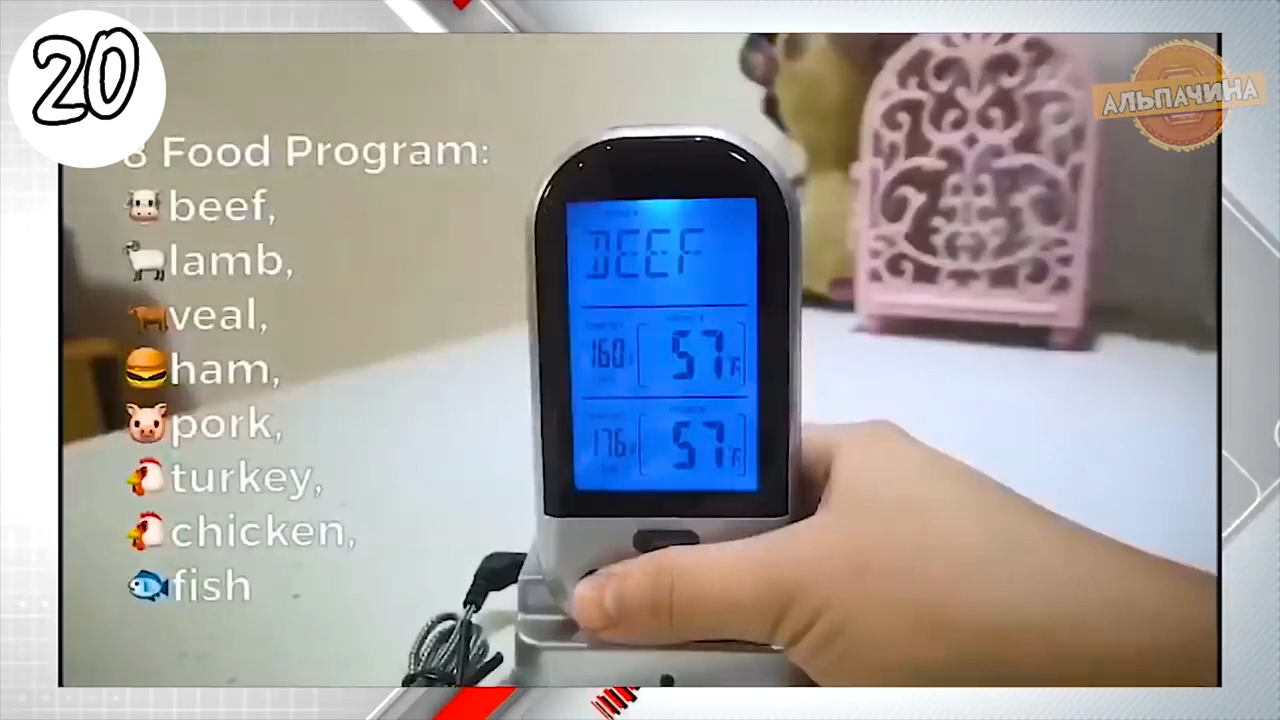 20
АЛЬПАЧИНА
8 Food Program:
beef,
lamb,
veal,
ham,
pork,
turkey,
chicken,
fish
BEEF
160 57 °F
176 57 °F